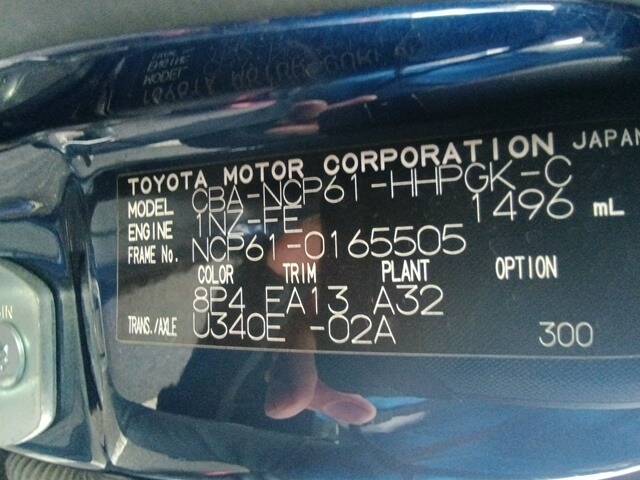 TOYOTA MOTOR CORPORATION JAPAN
MODEL CBA-NCP61-HHPGK-C
ENGINE 1NZ-FE 1496 mL
FRAME No. NCP61-0165505
COLOR TRIM PLANT OPTION
8P4 FA13 A32
TRANS./AXLE U340E -02A 300